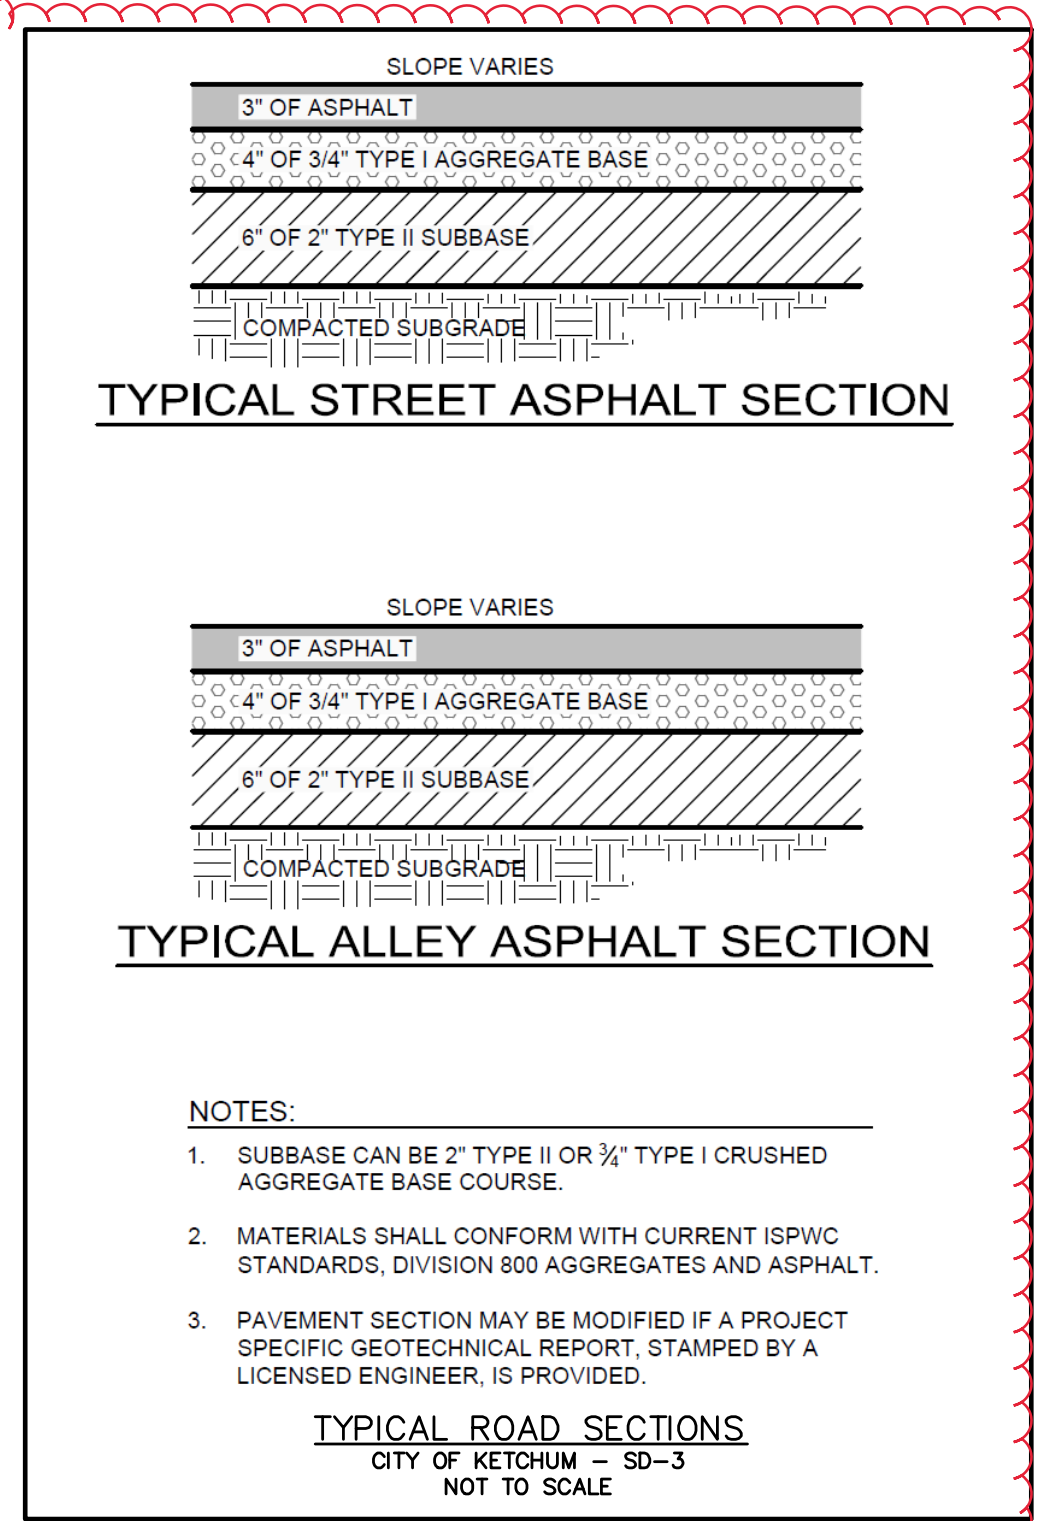 SLOPE VARIES
3" OF ASPHALT
4" OF 3/4" TYPE I AGGREGATE BASE
6" OF 2" TYPE II SUBBASE
COMPACTED SUBGRADE
TYPICAL STREET ASPHALT SECTION
SLOPE VARIES
3" OF ASPHALT
4" OF 3/4" TYPE I AGGREGATE BASE
6" OF 2" TYPE II SUBBASE
COMPACTED SUBGRADE
TYPICAL ALLEY ASPHALT SECTION
NOTES:
1. SUBBASE CAN BE 2" TYPE II OR ¾" TYPE I CRUSHED
AGGREGATE BASE COURSE.
2. MATERIALS SHALL CONFORM WITH CURRENT ISPWC
STANDARDS, DIVISION 800 AGGREGATES AND ASPHALT.
3. PAVEMENT SECTION MAY BE MODIFIED IF A PROJECT
SPECIFIC GEOTECHNICAL REPORT, STAMPED BY A
LICENSED ENGINEER, IS PROVIDED.
TYPICAL ROAD SECTIONS
CITY OF KETCHUM – SD–3
NOT TO SCALE